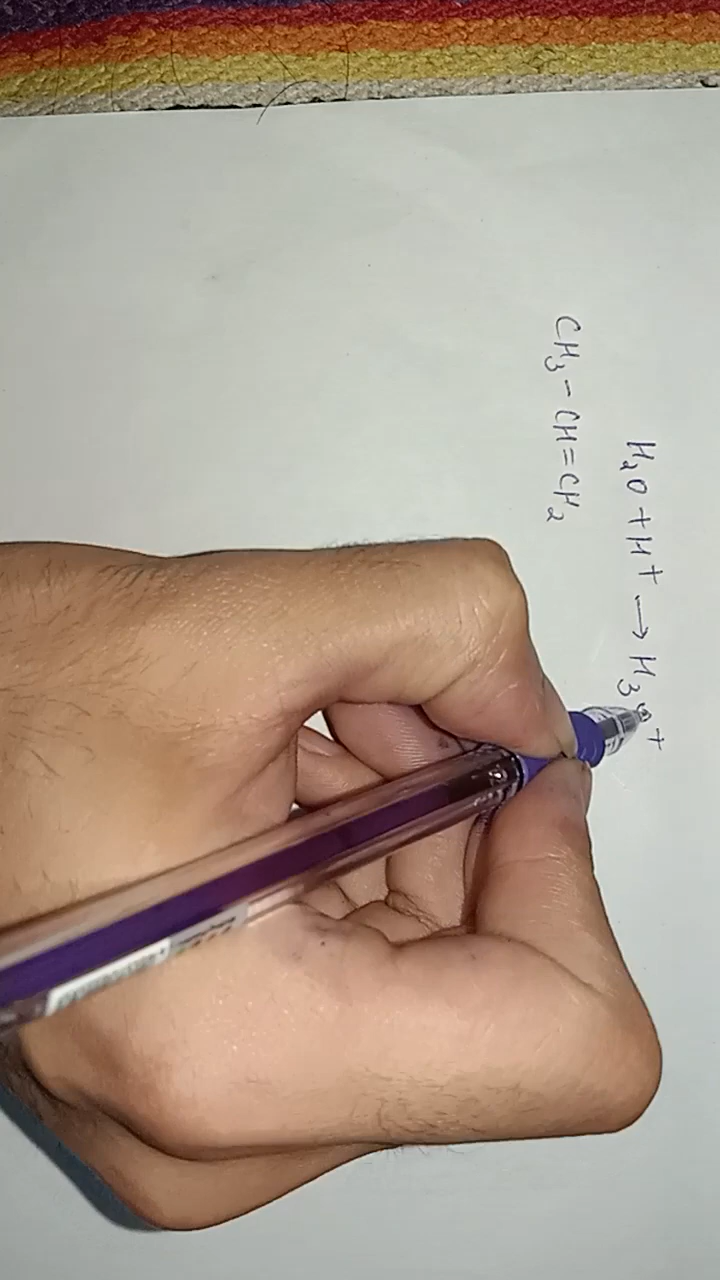 H₂O + H⁺ → H₃O⁺
CH₃ - CH = CH₂